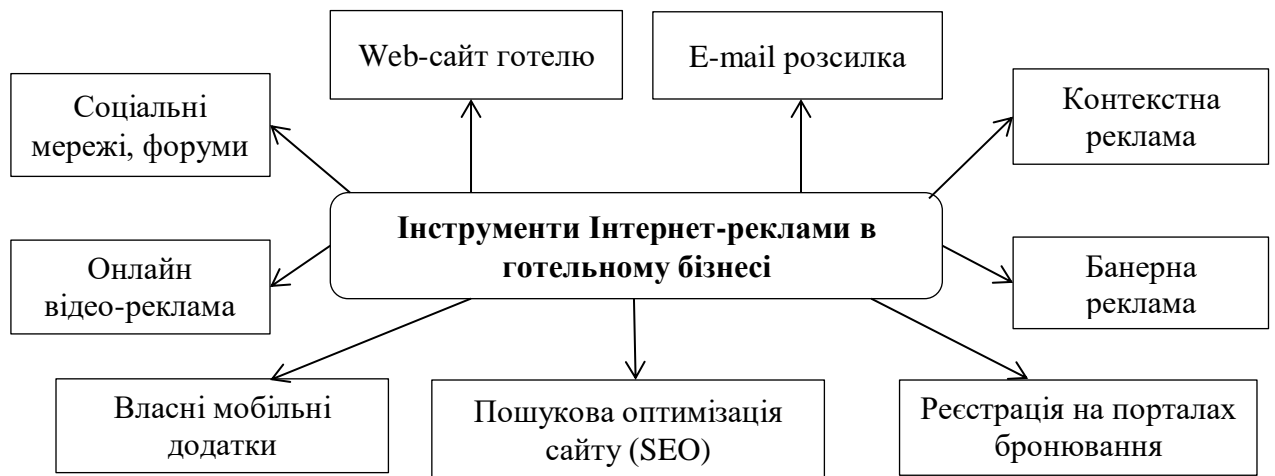 Web-сайт готелю
E-mail розсилка
Соціальні
мережі, форуми
Контекстна
реклама
Інструменти Інтернет-реклами в
готельному бізнесі
Онлайн
відео-реклама
Банерна
реклама
Власні мобільні
додатки
Пошукова оптимізація
сайту (SEO)
Реєстрація на порталах
бронювання